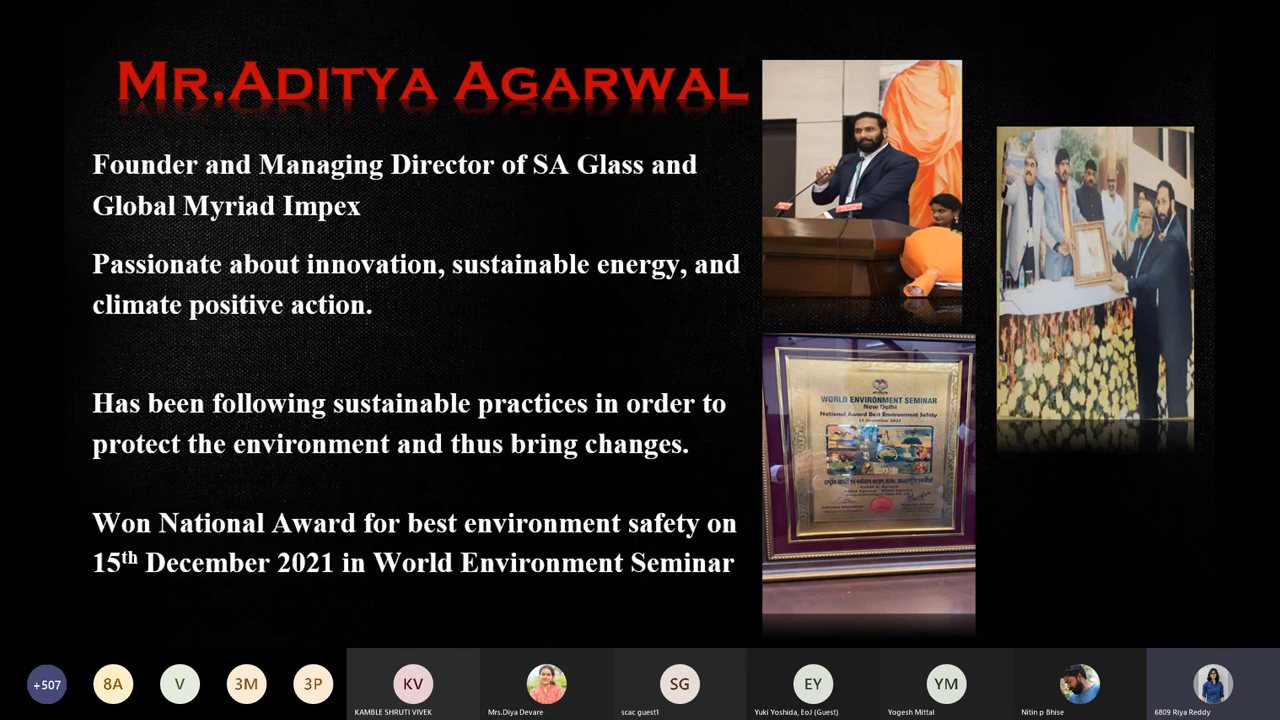 MR.ADITYA AGARWAL
Founder and Managing Director of SA Glass and
Global Myriad Impex
Passionate about innovation, sustainable energy, and
climate positive action.
Has been following sustainable practices in order to
protect the environment and thus bring changes.
Won National Award for best environment safety on
15th December 2021 in World Environment Seminar
WORLD ENVIRONMENT SEMINAR
New Delhi
National Award Best Environment Safety
15 December 2021
+507
8A
V
3M
3P
KV
KAMBLE SHRUTI VIVEK
Mrs.Diya Devare
SG
scac guest1
EY
Yuki Yoshida, EoJ (Guest)
YM
Yogesh Mittal
Nitin p Bhise
6809 Riya Reddy